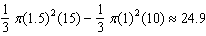 1/3 π(1.5)²(15) − 1/3 π(1)²(10) ≈ 24.9